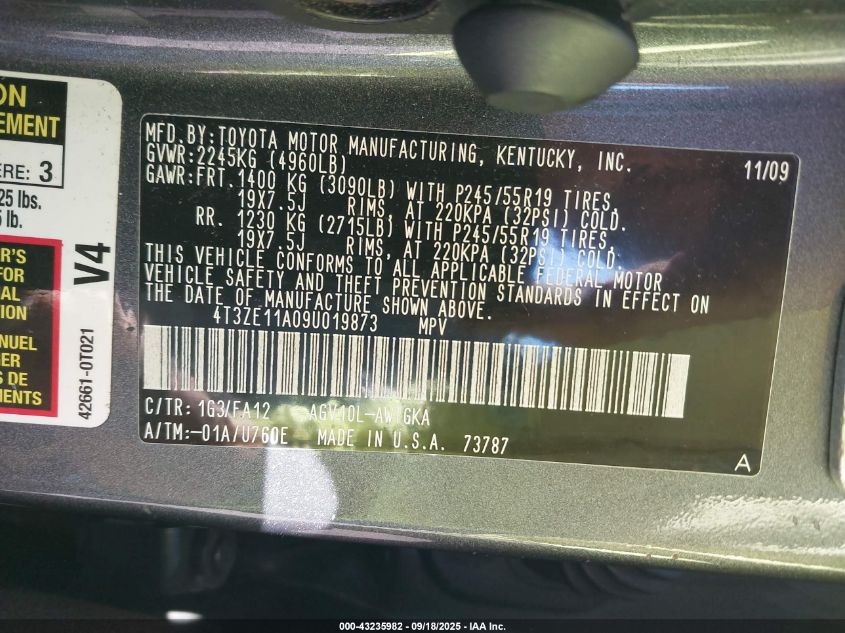 ON
EMENT
ERE: 3
25 lbs.
lb.
R'S
FOR
AL
TION
ANUEL
GER
S DE
MENTS
V4
42661-0T021
MFD.BY:TOYOTA MOTOR MANUFACTURING, KENTUCKY, INC. 11/09
GVWR:2245KG (4960LB)
GAWR:FRT.1400 KG (3090LB) WITH P245/55R19 TIRES,
19X7.5J RIMS, AT 220KPA (32PSI) COLD.
RR. 1230 KG (2715LB) WITH P245/55R19 TIRES,
19X7.5J RIMS, AT 220KPA (32PSI) COLD.
THIS VEHICLE CONFORMS TO ALL APPLICABLE FEDERAL MOTOR
VEHICLE SAFETY AND THEFT PREVENTION STANDARDS IN EFFECT ON
THE DATE OF MANUFACTURE SHOWN ABOVE.
4T3ZE11A09U019873 MPV
C/TR: 1G3/FA12
A/TM:-01A/U760E MADE IN U.S.A. 73787
A
000-43235982 - 09/18/2025 - IAA Inc.